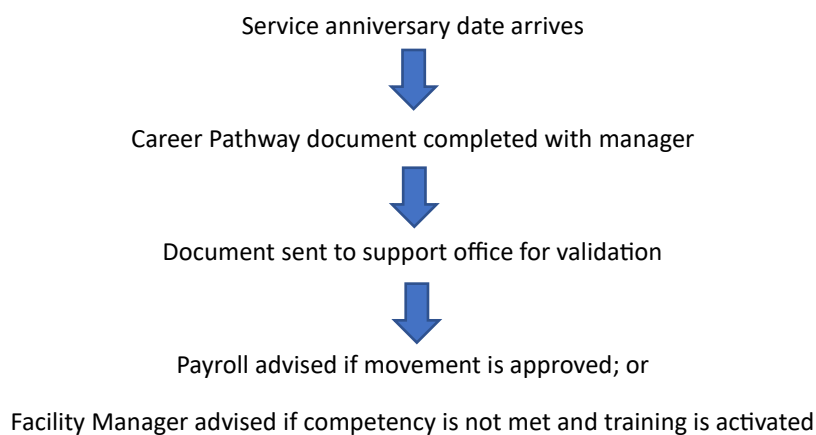 Service anniversary date arrives
Career Pathway document completed with manager
Document sent to support office for validation
Payroll advised if movement is approved; or
Facility Manager advised if competency is not met and training is activated